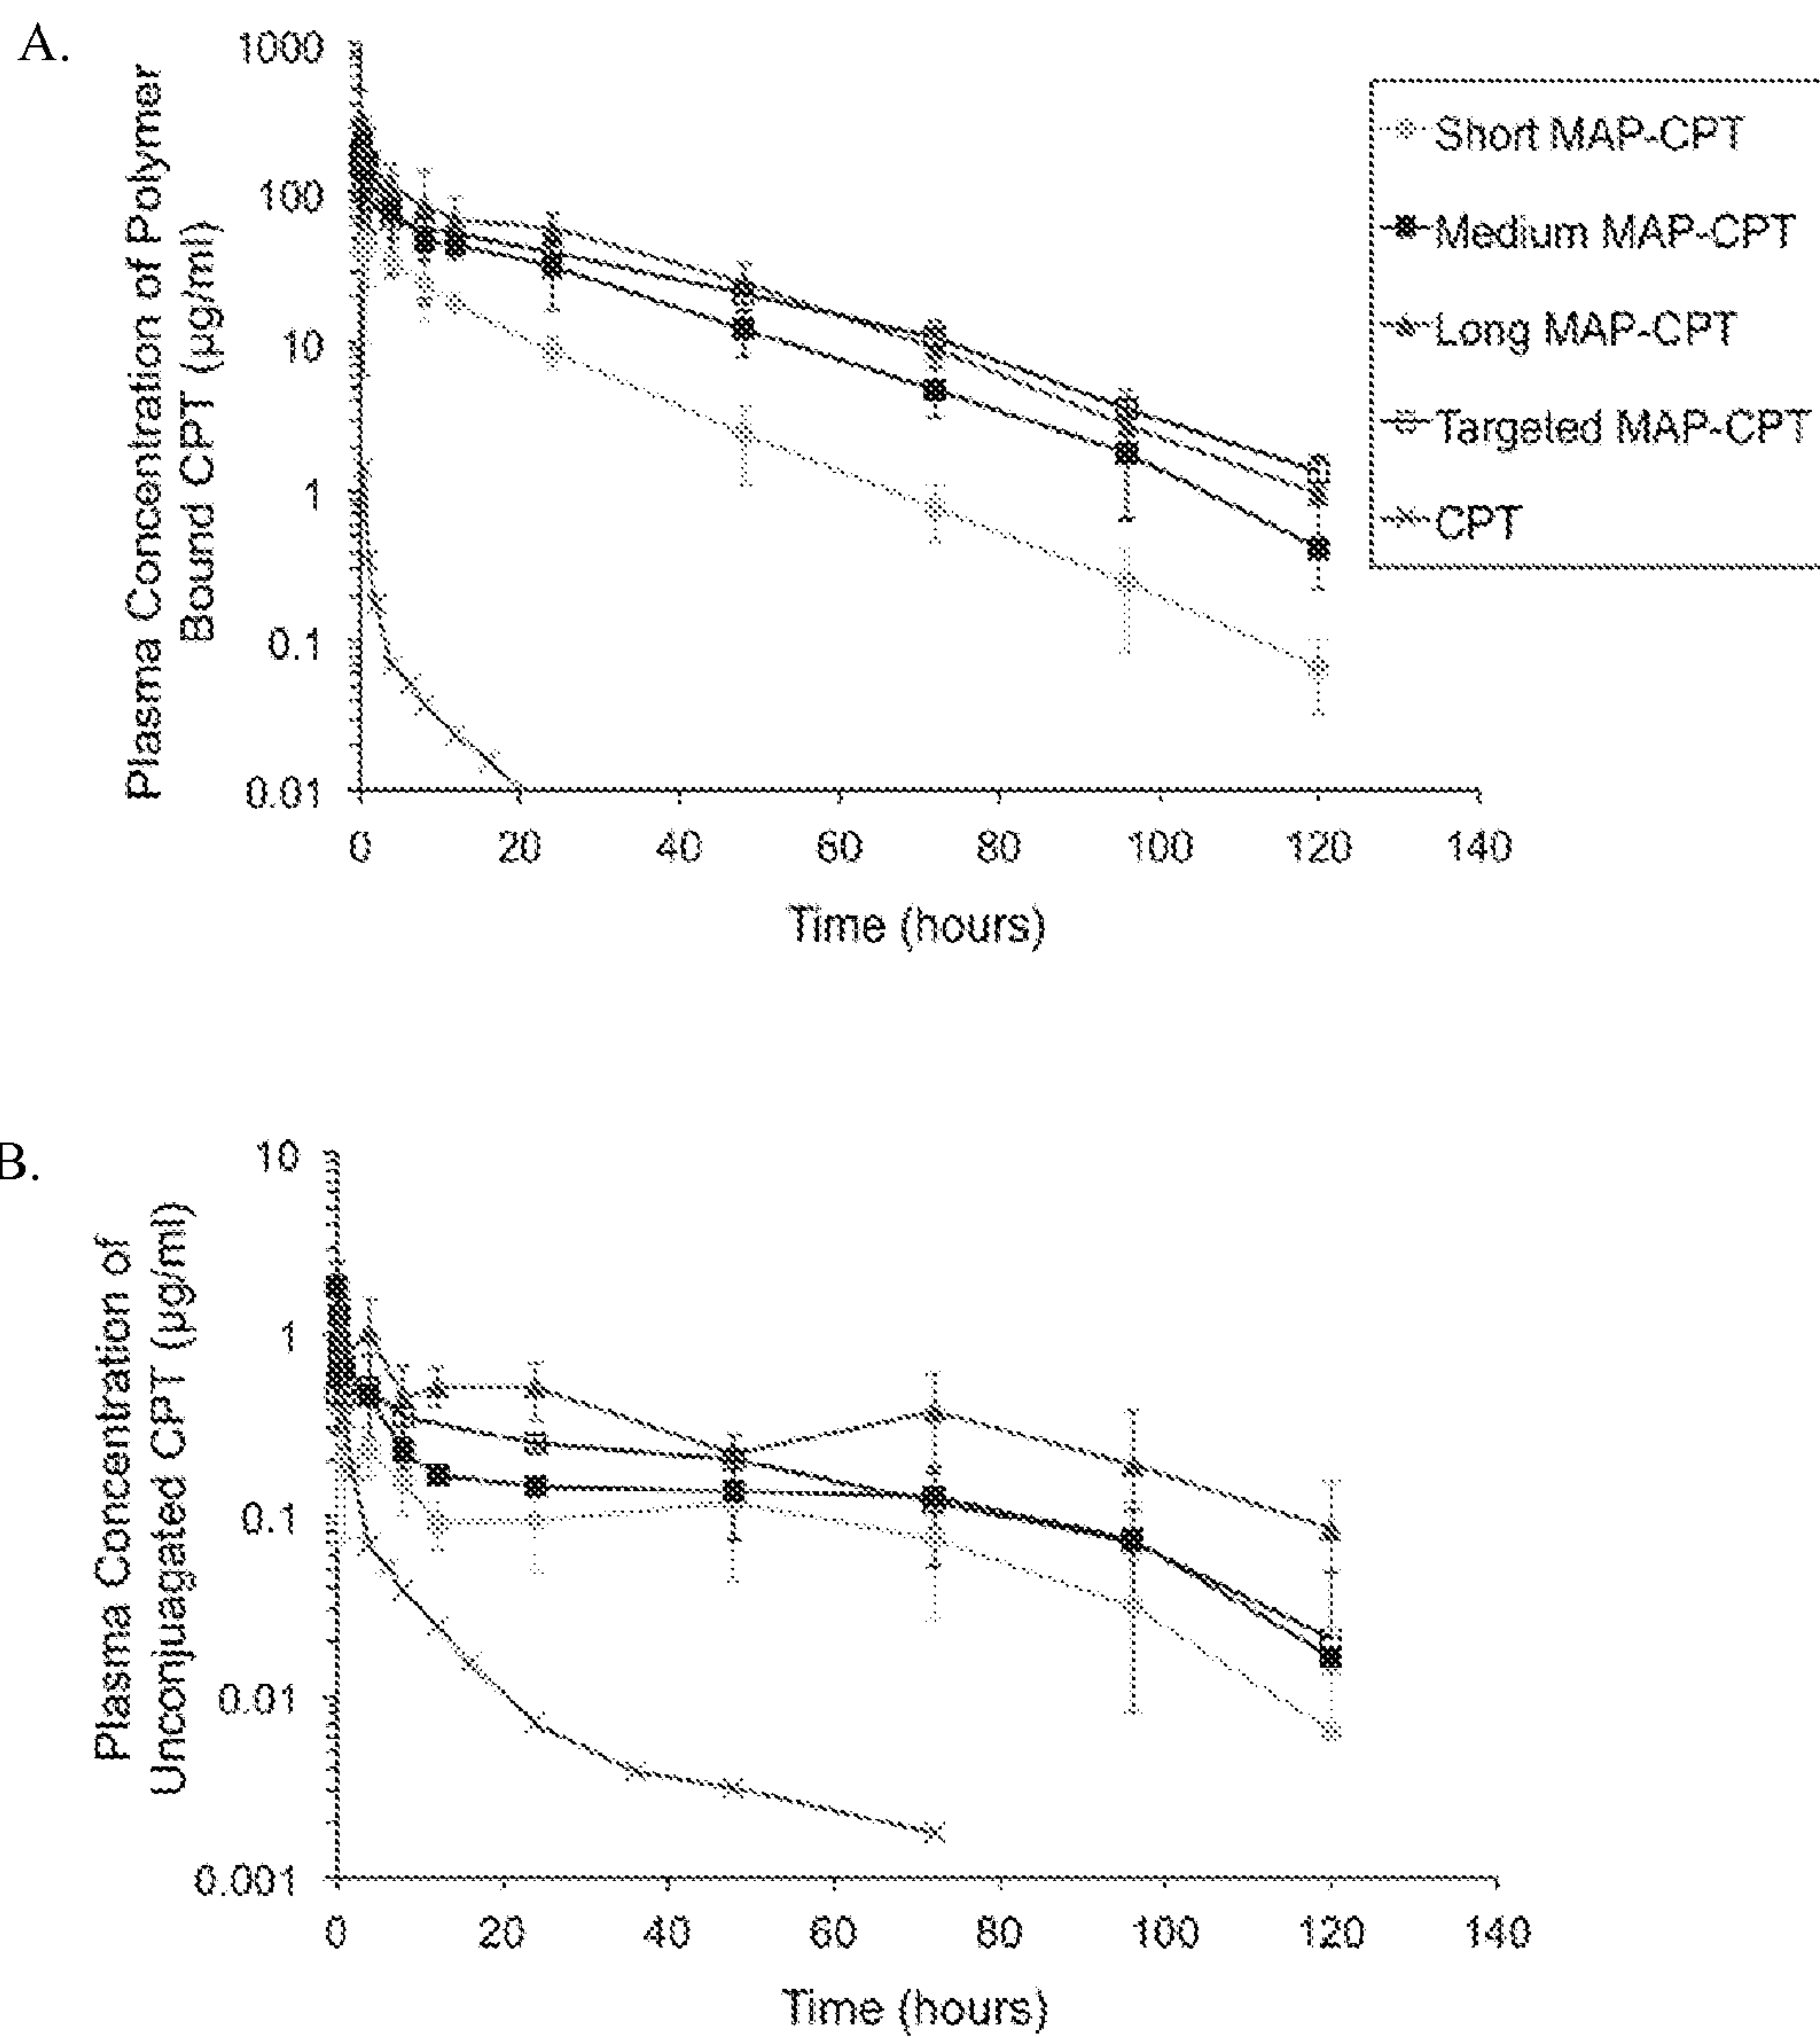 A.
Plasma Concentration of Polymer
Bound CPT (µg/ml)
1000
100
10
1
0.1
0.01
0
20
40
60
80
100
120
140
Time (hours)
Short MAP-CPT
Medium MAP-CPT
Long MAP-CPT
Targeted MAP-CPT
CPT
B.
Plasma Concentration of
Unconjuagated CPT (µg/ml)
10
1
0.1
0.01
0.001
0
20
40
60
80
100
120
140
Time (hours)